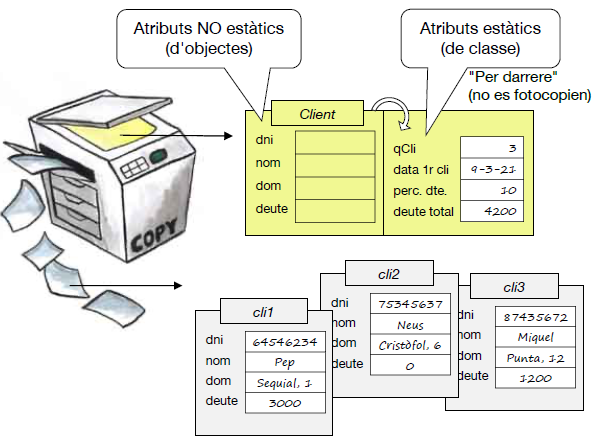 Atributs NO estàtics
(d'objectes)
Atributs estàtics
(de classe)
"Per darrere"
(no es fotocopien)
Client
dni
nom
dom
deute
qCli 3
data 1r cli 9-3-21
perc. dte. 10
deute total 4200
COPY
cli1
dni 64546234
nom Pep
dom Sequial, 1
deute 3000
cli2
dni 75345637
nom Neus
dom Cristòfol, 6
deute 0
cli3
dni 87435672
nom Miquel
dom Punta, 12
deute 1200